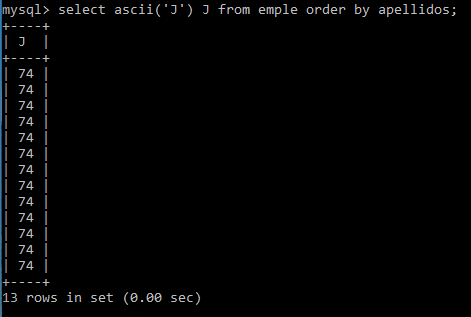 mysql> select ascii('J') J from emple order by apellidos;
+----+
| J  |
+----+
| 74 |
| 74 |
| 74 |
| 74 |
| 74 |
| 74 |
| 74 |
| 74 |
| 74 |
| 74 |
| 74 |
| 74 |
| 74 |
+----+
13 rows in set (0.00 sec)